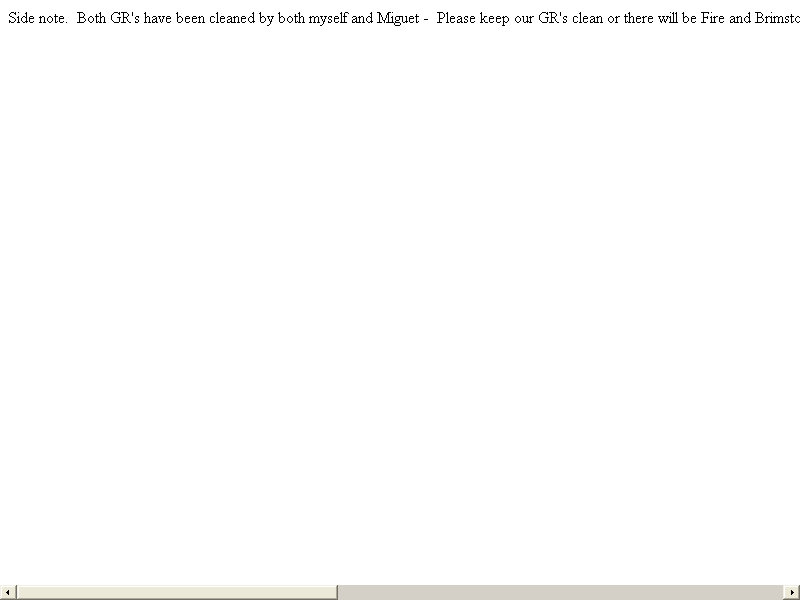 Side note.  Both GR's have been cleaned by both myself and Miguet -  Please keep our GR's clean or there will be Fire and Brimsto